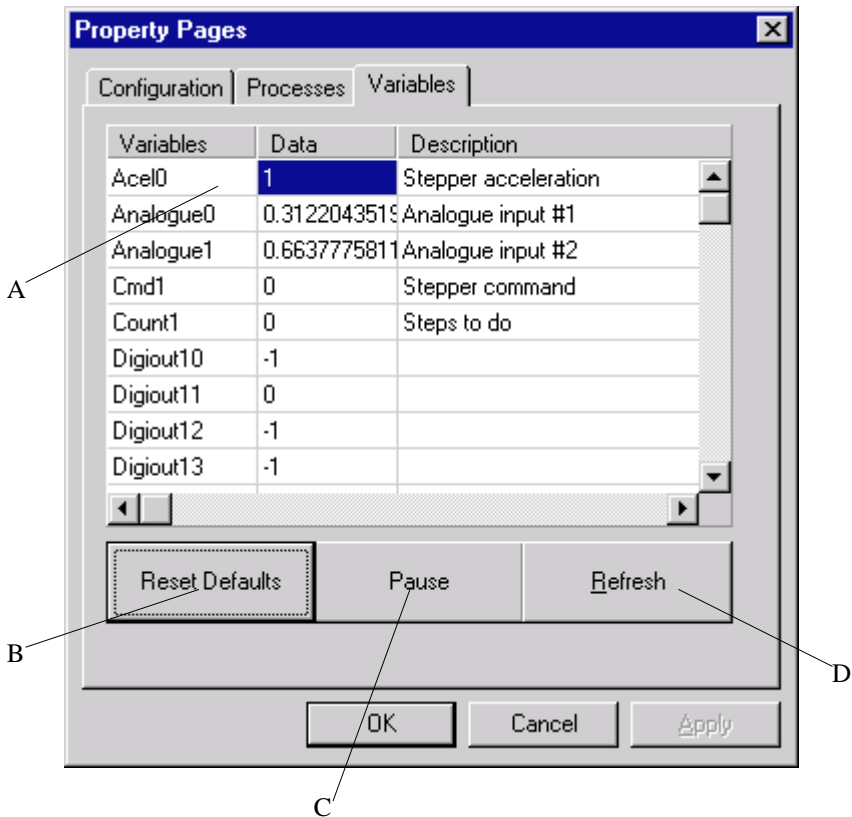 Property Pages
Configuration Processes Variables
Variables Data Description
Acel0 1 Stepper acceleration
Analogue0 0.3122043519 Analogue input #1
Analogue1 0.6637775811 Analogue input #2
Cmd1 0 Stepper command
Count1 0 Steps to do
Digiout10 -1
Digiout11 0
Digiout12 -1
Digiout13 -1
Reset Defaults Pause Refresh
OK Cancel Apply
A
B
C
D